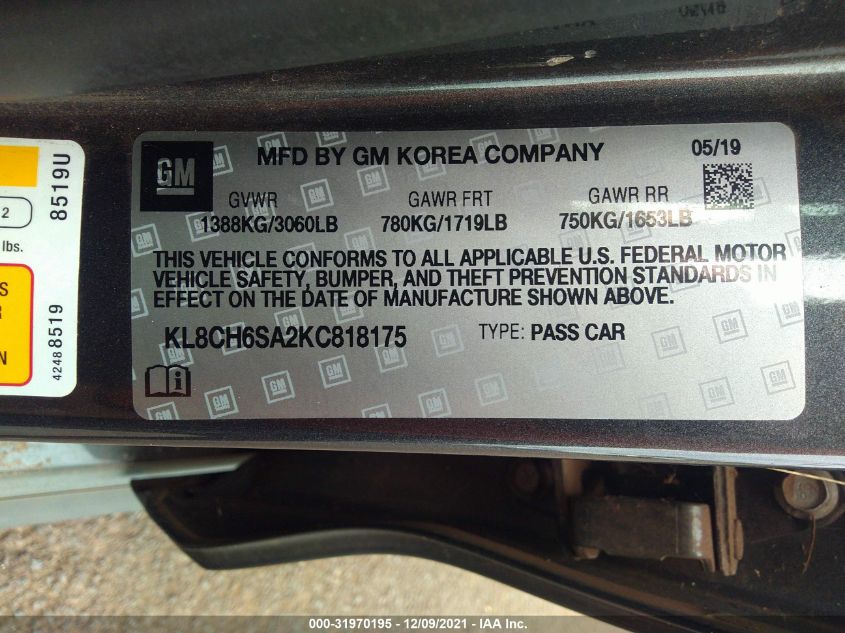 GM
MFD BY GM KOREA COMPANY
05/19
GVWR GAWR FRT GAWR RR
1388KG/3060LB 780KG/1719LB 750KG/1653LB
THIS VEHICLE CONFORMS TO ALL APPLICABLE U.S. FEDERAL MOTOR
VEHICLE SAFETY, BUMPER, AND THEFT PREVENTION STANDARDS IN
EFFECT ON THE DATE OF MANUFACTURE SHOWN ABOVE.
KL8CH6SA2KC818175 TYPE: PASS CAR
8519U
2
lbs.
S
R
N
4248 8519
000-31970195 - 12/09/2021 - IAA Inc.